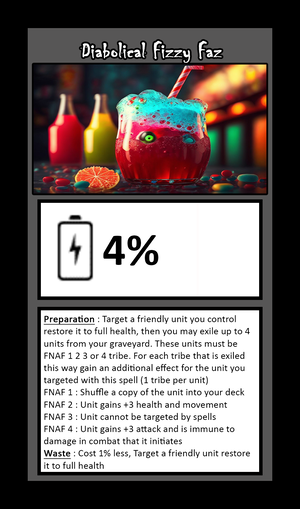 Diabolical Fizzy Faz
4%
Preparation : Target a friendly unit you control
restore it to full health, then you may exile up to 4
units from your graveyard. These units must be
FNAF 1 2 3 or 4 tribe. For each tribe that is exiled
this way gain an additional effect for the unit you
targeted with this spell (1 tribe per unit)
FNAF 1 : Shuffle a copy of the unit into your deck
FNAF 2 : Unit gains +3 health and movement
FNAF 3 : Unit cannot be targeted by spells
FNAF 4 : Unit gains +3 attack and is immune to
damage in combat that it initiates
Waste : Cost 1% less, Target a friendly unit restore
it to full health